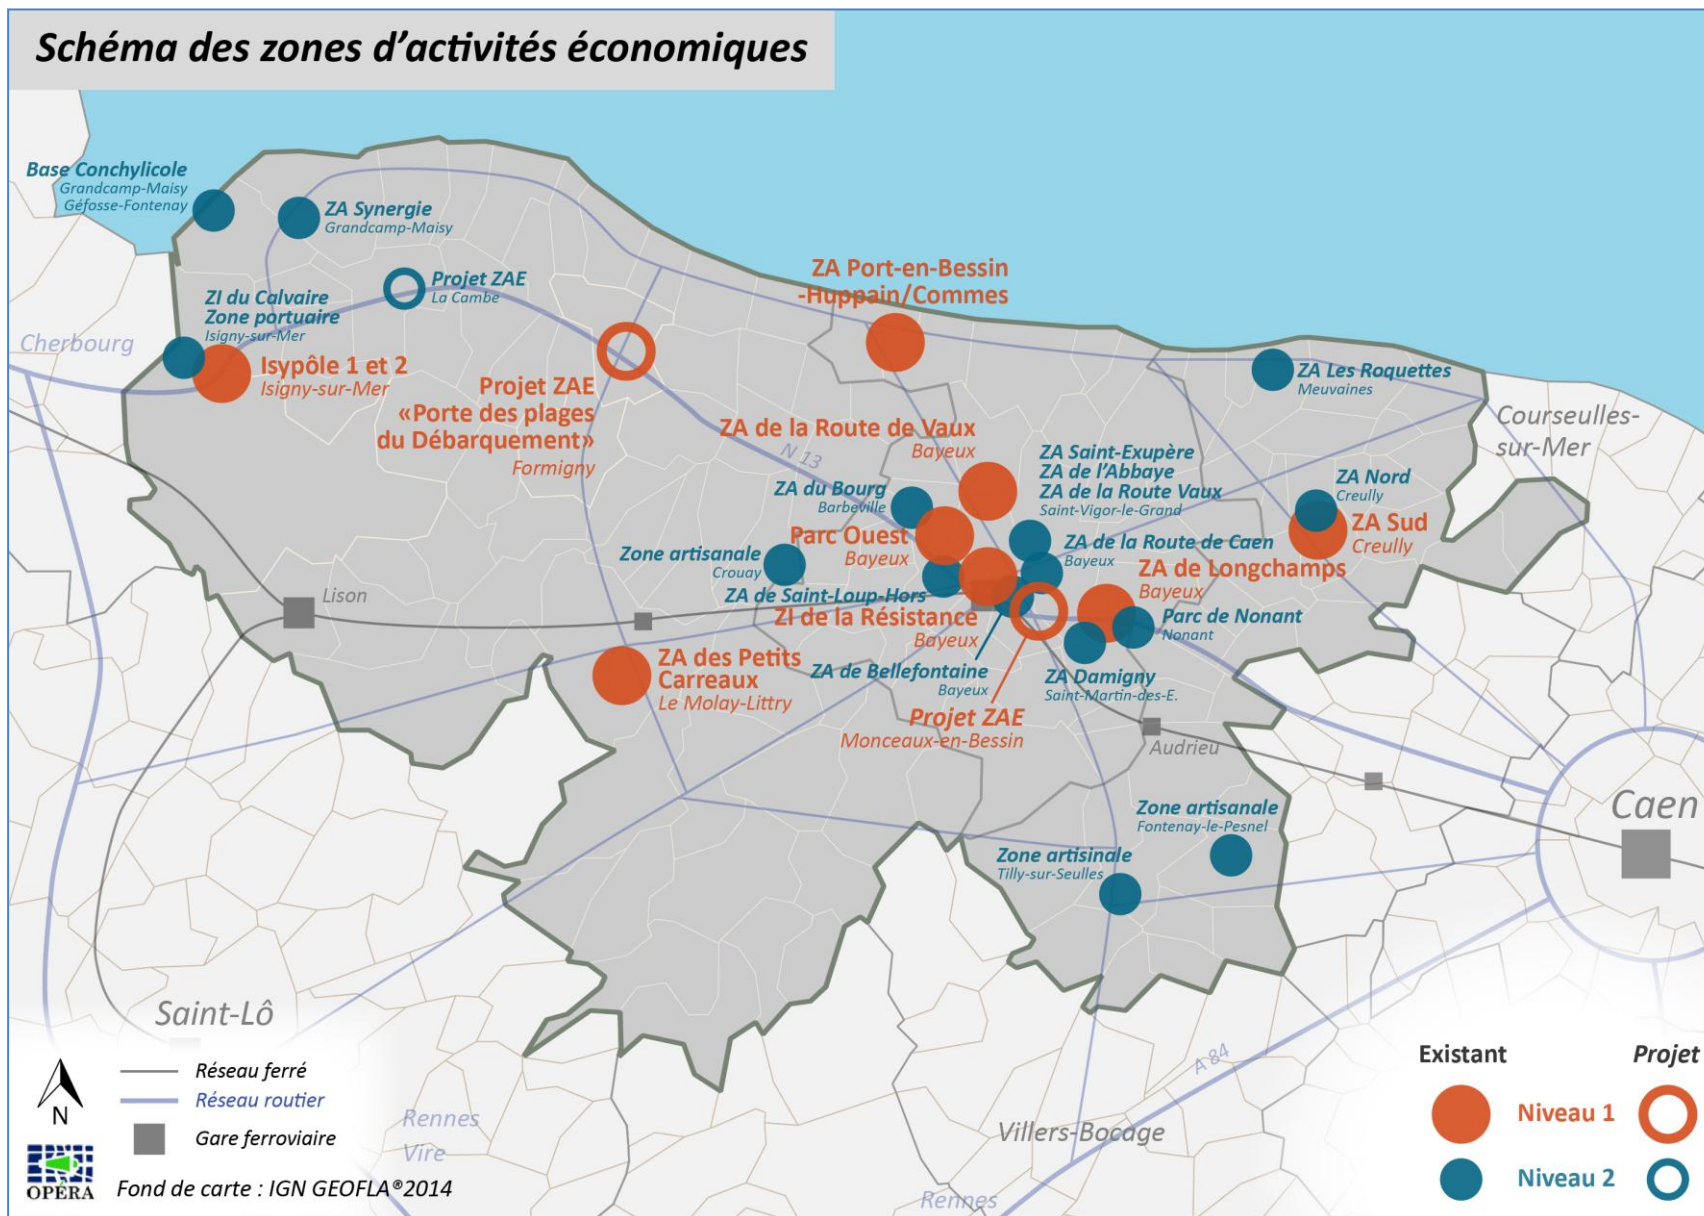 Schéma des zones d'activités économiques
Base Conchylicole
Grandcamp-Maisy
Géfosse-Fontenay
ZA Synergie
Grandcamp-Maisy
Projet ZAE
La Cambe
ZI du Calvaire
Zone portuaire
Isigny-sur-Mer
Cherbourg
Isypôle 1 et 2
Isigny-sur-Mer
Projet ZAE
«Porte des plages
du Débarquement»
Formigny
ZA Port-en-Bessin
-Huppain/Commes
ZA Les Roquettes
Meuvaines
Courseulles-
sur-Mer
N 13
ZA de la Route de Vaux
Bayeux
ZA Saint-Exupère
ZA de l'Abbaye
ZA de la Route Vaux
Saint-Vigor-le-Grand
ZA du Bourg
Barbeville
ZA Nord
Creully
ZA Sud
Creully
Parc Ouest
Bayeux
ZA de la Route de Caen
Bayeux
Zone artisanale
Crouay
ZA de Longchamps
Bayeux
ZA de Saint-Loup-Hors
Lison
ZI de la Résistance
Bayeux
Parc de Nonant
Nonant
ZA des Petits
Carreaux
Le Molay-Littry
ZA de Bellefontaine
Bayeux
ZA Damigny
Saint-Martin-des-E.
Projet ZAE
Monceaux-en-Bessin
Audrieu
Caen
Zone artisanale
Fontenay-le-Pesnel
Zone artisinale
Tilly-sur-Seulles
Saint-Lô
A 84
Villers-Bocage
Rennes
Vire
Rennes
N
Réseau ferré
Réseau routier
Gare ferroviaire
OPÉRA
Fond de carte : IGN GEOFLA®2014
Existant
Projet
Niveau 1
Niveau 2